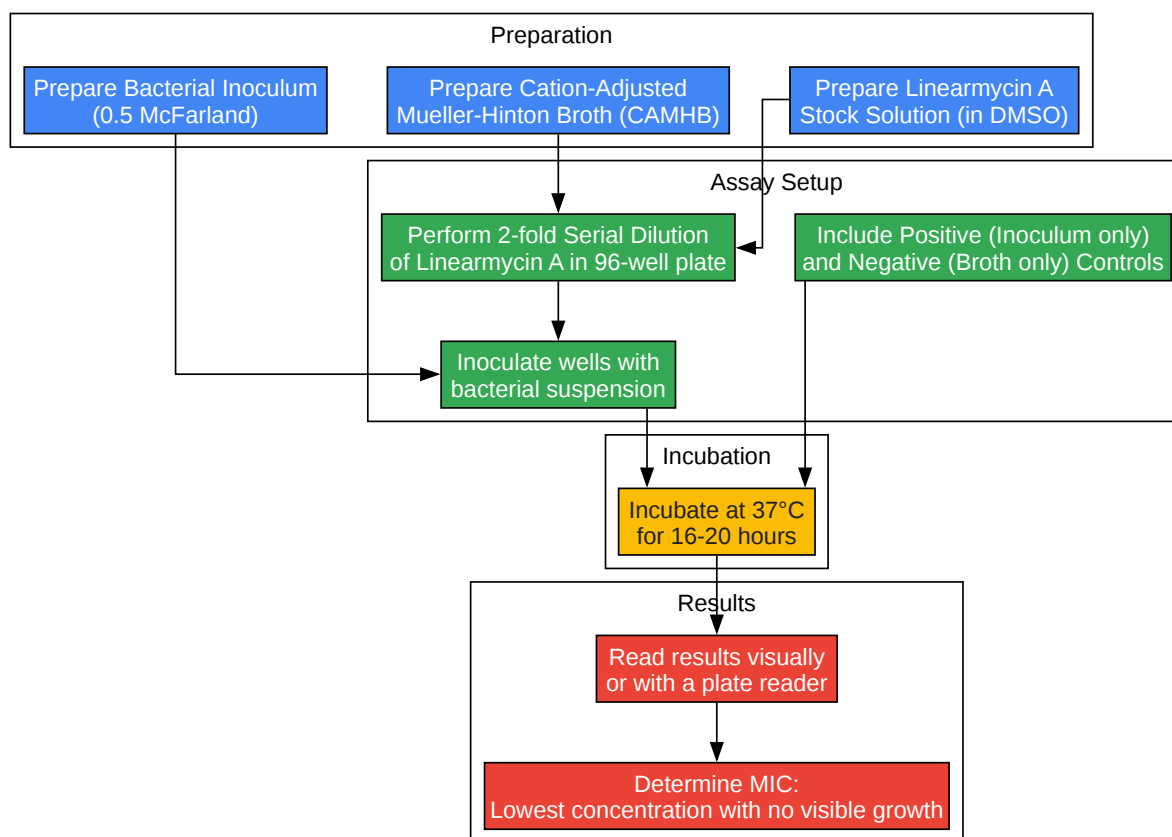 Preparation
Prepare Bacterial Inoculum
(0.5 McFarland)
Prepare Cation-Adjusted
Mueller-Hinton Broth (CAMHB)
Prepare Linearmycin A
Stock Solution (in DMSO)
Assay Setup
Perform 2-fold Serial Dilution
of Linearmycin A in 96-well plate
Include Positive (Inoculum only)
and Negative (Broth only) Controls
Inoculate wells with
bacterial suspension
Incubation
Incubate at 37°C
for 16-20 hours
Results
Read results visually
or with a plate reader
Determine MIC:
Lowest concentration with no visible growth